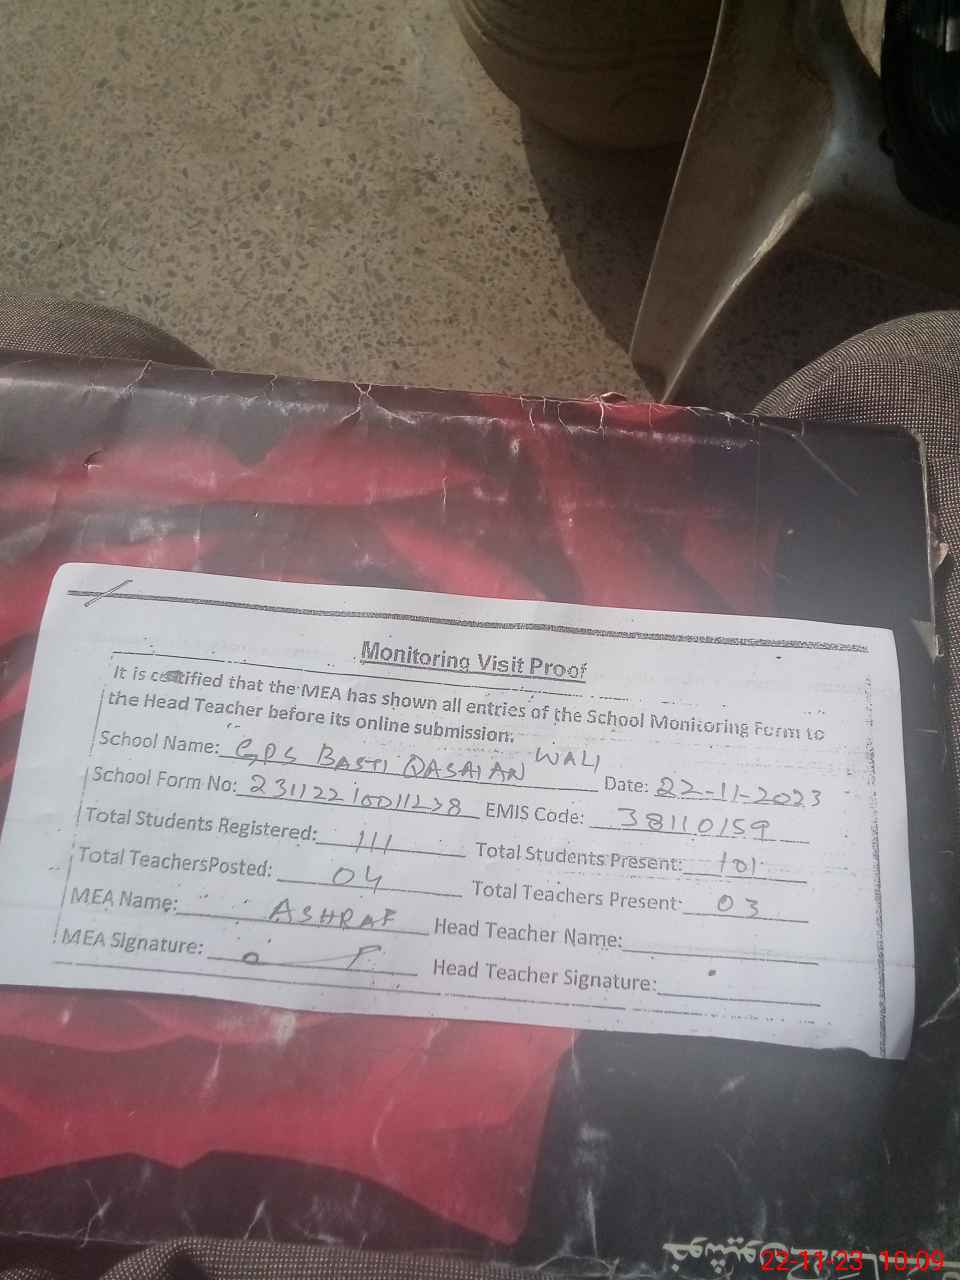 Monitoring Visit Proof
It is certified that the MEA has shown all entries of the School Monitoring Form to
the Head Teacher before its online submission.
School Name: GPS BASTI QASAIAN WALI Date: 22-11-2023
School Form No: 23112210011238 EMIS Code: 38110159
Total Students Registered: 111 Total Students Present: 101
Total TeachersPosted: 04 Total Teachers Present: 03
MEA Name: ASHRAF Head Teacher Name:
MEA Signature: Head Teacher Signature:
22-11-23 10:09